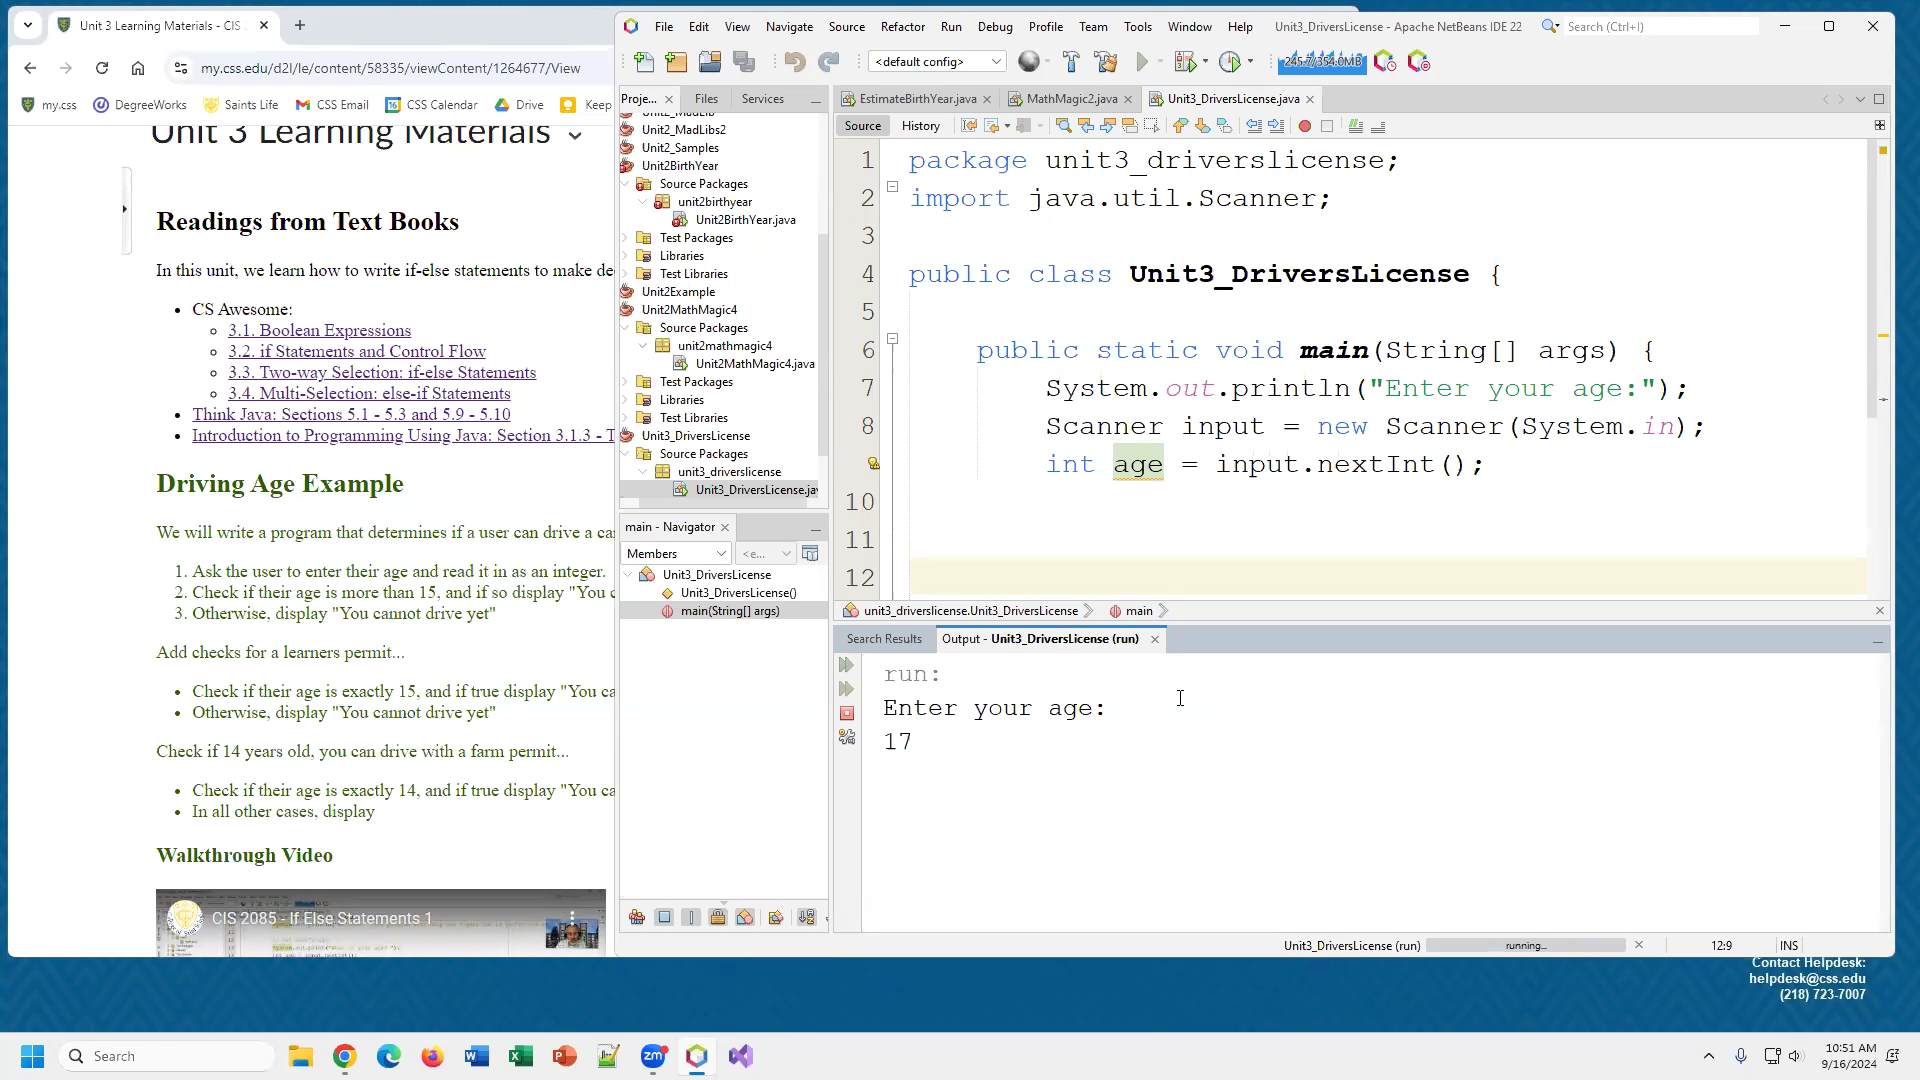 Unit 3 Learning Materials - CIS
my.css.edu/d2l/le/content/58335/viewContent/1264677/View
my.css
DegreeWorks
Saints Life
CSS Email
CSS Calendar
Drive
Keep
Unit 3 Learning Materials
Readings from Text Books
In this unit, we learn how to write if-else statements to make de
CS Awesome:
3.1. Boolean Expressions
3.2. if Statements and Control Flow
3.3. Two-way Selection: if-else Statements
3.4. Multi-Selection: else-if Statements
Think Java: Sections 5.1 - 5.3 and 5.9 - 5.10
Introduction to Programming Using Java: Section 3.1.3 - T
Driving Age Example
We will write a program that determines if a user can drive a ca
1. Ask the user to enter their age and read it in as an integer.
2. Check if their age is more than 15, and if so display "You c
3. Otherwise, display "You cannot drive yet"
Add checks for a learners permit...
Check if their age is exactly 15, and if true display "You ca
Otherwise, display "You cannot drive yet"
Check if 14 years old, you can drive with a farm permit...
Check if their age is exactly 14, and if true display "You ca
In all other cases, display
Walkthrough Video
CIS 2085 - If Else Statements 1
File Edit View Navigate Source Refactor Run Debug Profile Team Tools Window Help
Unit3_DriversLicense - Apache NetBeans IDE 22
Search (Ctrl+I)
<default config>
245.7/354.0MB
Proje...
Files
Services
Unit2_MadLib
Unit2_MadLibs2
Unit2_Samples
Unit2BirthYear
Source Packages
unit2birthyear
Unit2BirthYear.java
Test Packages
Libraries
Test Libraries
Unit2Example
Unit2MathMagic4
Source Packages
unit2mathmagic4
Unit2MathMagic4.java
Test Packages
Libraries
Test Libraries
Unit3_DriversLicense
Source Packages
unit3_driverslicense
Unit3_DriversLicense.ja
main - Navigator
Members
<e...
Unit3_DriversLicense
Unit3_DriversLicense()
main(String[] args)
EstimateBirthYear.java
MathMagic2.java
Unit3_DriversLicense.java
Source
History
1 package unit3_driverslicense;
2 import java.util.Scanner;
3
4 public class Unit3_DriversLicense {
5
6 public static void main(String[] args) {
7 System.out.println("Enter your age:");
8 Scanner input = new Scanner(System.in);
int age = input.nextInt();
10
11
12
unit3_driverslicense.Unit3_DriversLicense
main
Search Results
Output - Unit3_DriversLicense (run)
run:
Enter your age:
17
Unit3_DriversLicense (run)
running...
12:9
INS
Contact Helpdesk:
helpdesk@css.edu
(218) 723-7007
Search
10:51 AM
9/16/2024